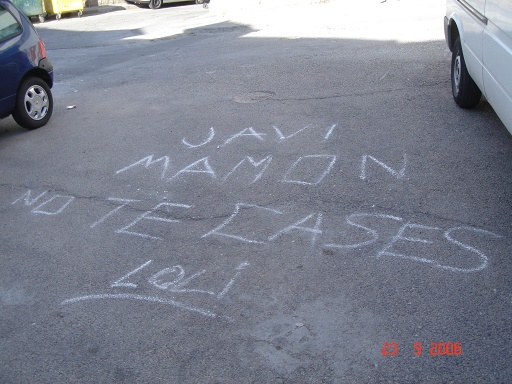 JAVI
MAMON
NO TE CASES
LOLI
23 9 2006